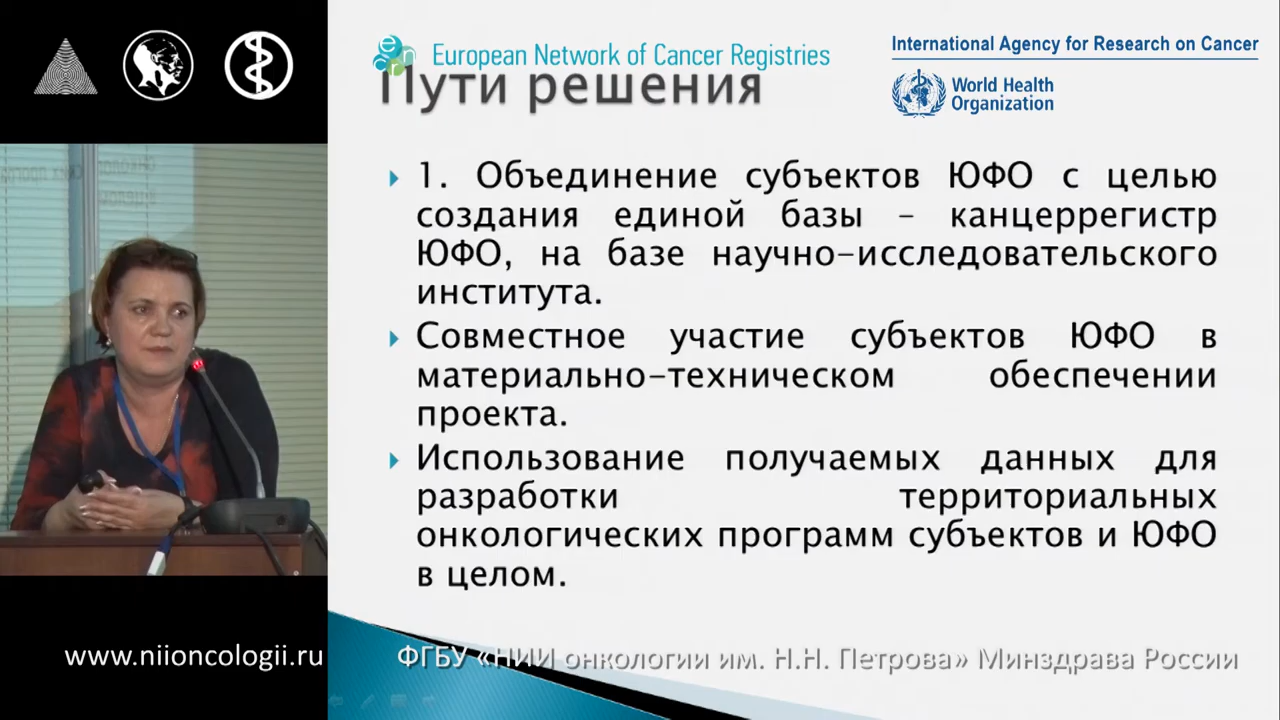 European Network of Cancer Registries
International Agency for Research on Cancer
World Health
Organization
Пути решения
1. Объединение субъектов ЮФО с целью
создания единой базы – канцеррегистр
ЮФО, на базе научно-исследовательского
института.
Совместное участие субъектов ЮФО в
материально-техническом обеспечении
проекта.
Использование получаемых данных для
разработки территориальных
онкологических программ субъектов и ЮФО
в целом.
www.niioncologii.ru
ФГБУ «НИИ онкологии им. Н.Н. Петрова» Минздрава России